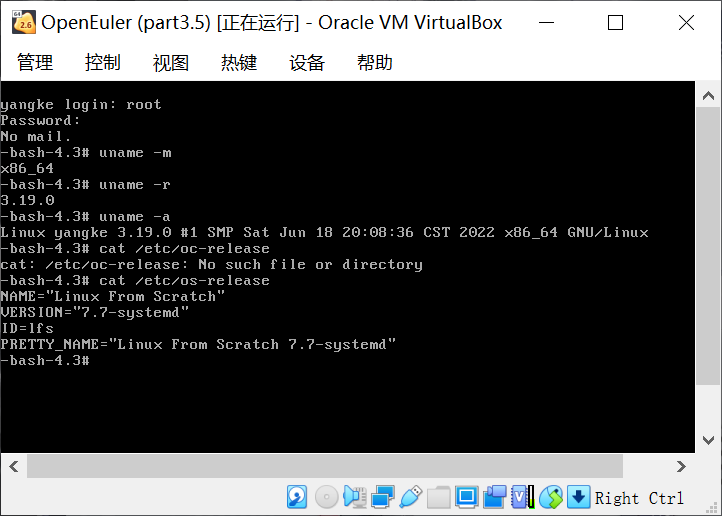 OpenEuler (part3.5) [正在运行] - Oracle VM VirtualBox
管理 控制 视图 热键 设备 帮助
yangke login: root
Password:
No mail.
-bash-4.3# uname -m
x86_64
-bash-4.3# uname -r
3.19.0
-bash-4.3# uname -a
Linux yangke 3.19.0 #1 SMP Sat Jun 18 20:08:36 CST 2022 x86_64 GNU/Linux
-bash-4.3# cat /etc/oc-release
cat: /etc/oc-release: No such file or directory
-bash-4.3# cat /etc/os-release
NAME="Linux From Scratch"
VERSION="7.7-systemd"
ID=lfs
PRETTY_NAME="Linux From Scratch 7.7-systemd"
-bash-4.3#
Right Ctrl